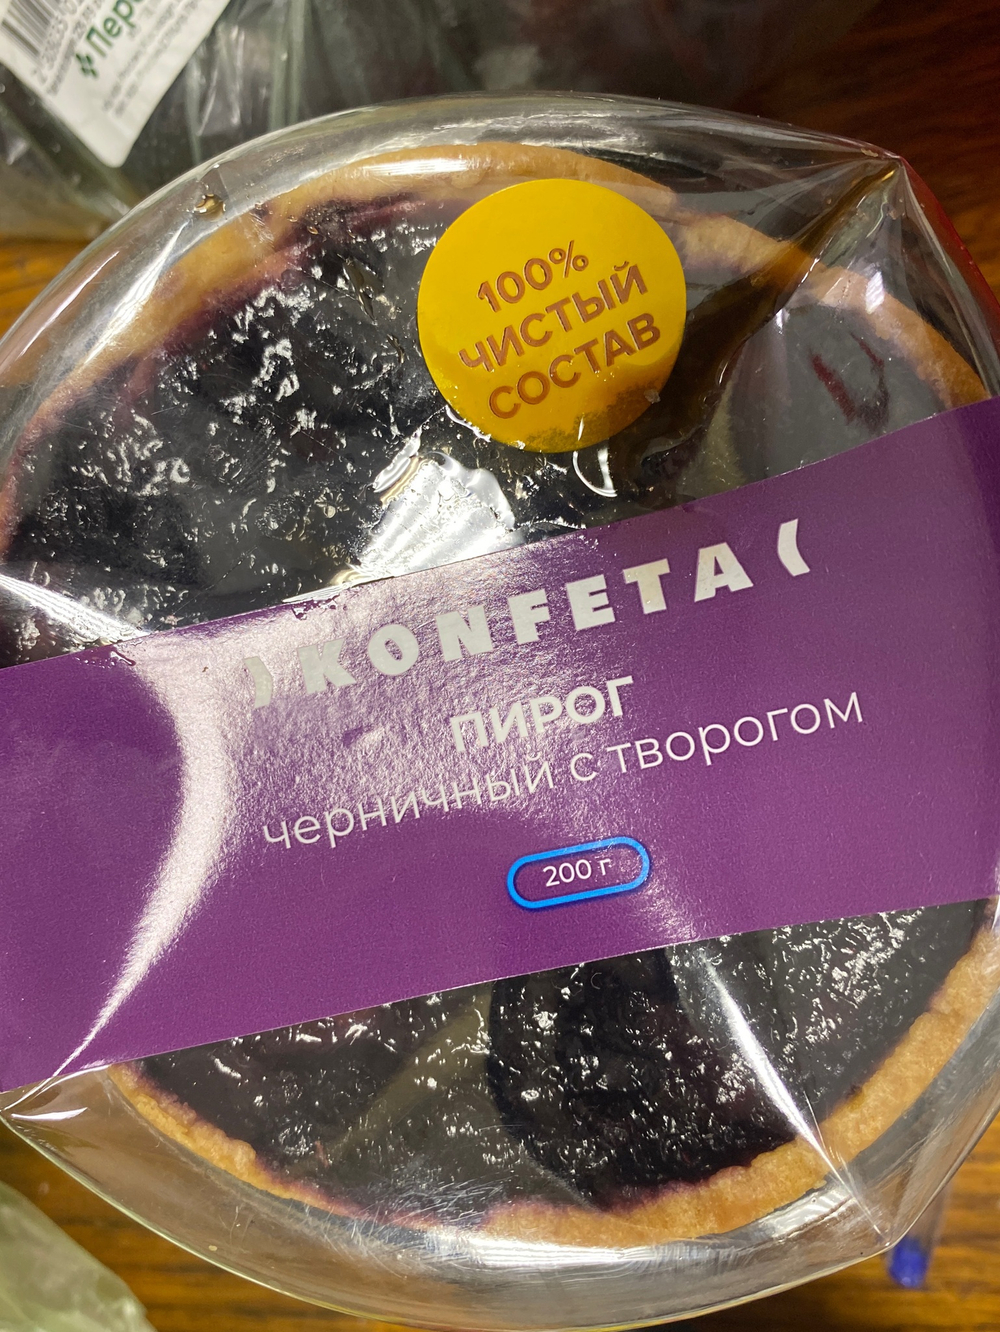 100%
ЧИСТЫЙ
СОСТАВ
KONFETA
ПИРОГ
черничный с творогом
200 г